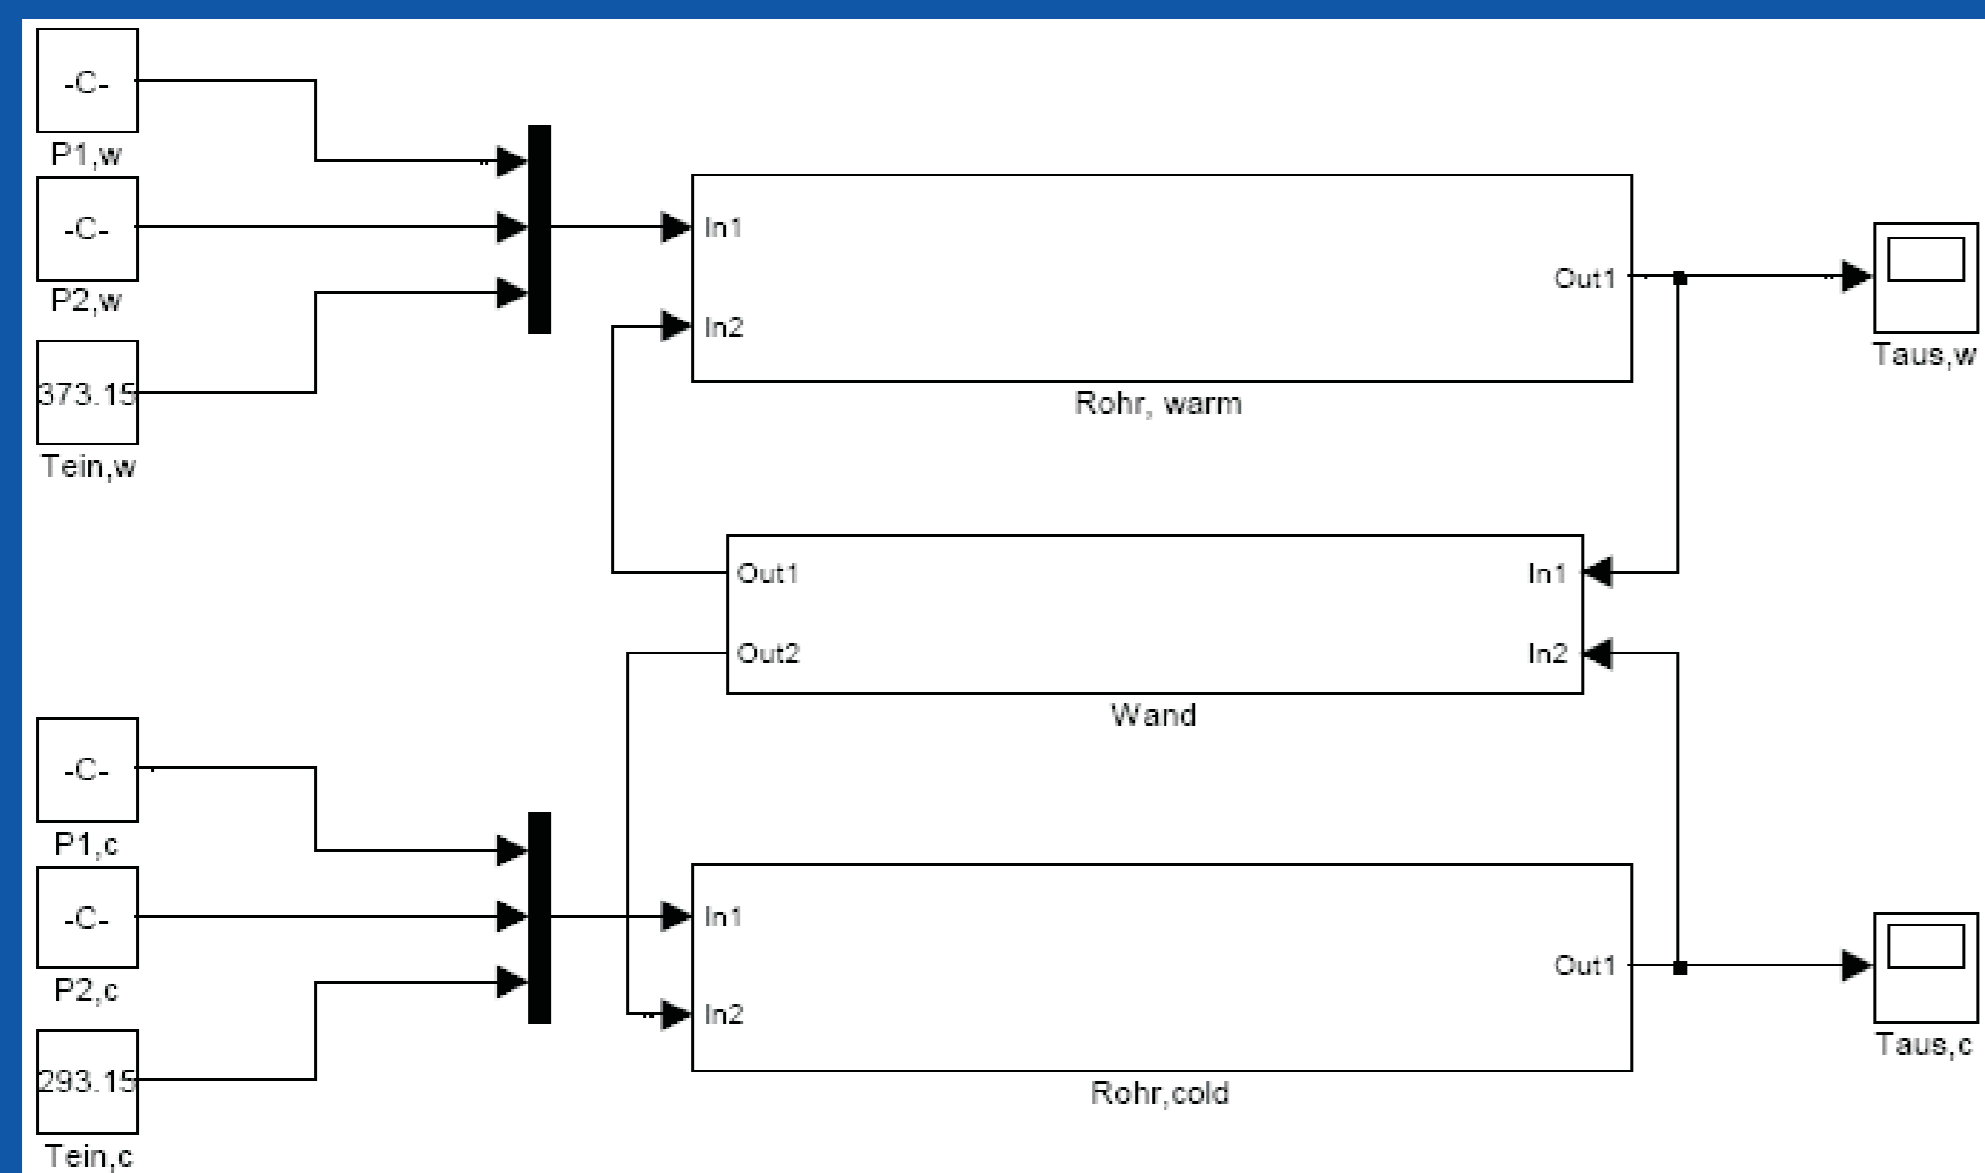 -C-
P1,w
-C-
P2,w
373.15
Tein,w
In1
In2
Out1
Rohr, warm
Taus,w
Out1
Out2
In1
In2
Wand
-C-
P1,c
-C-
P2,c
293.15
Tein,c
In1
In2
Out1
Rohr,cold
Taus,c